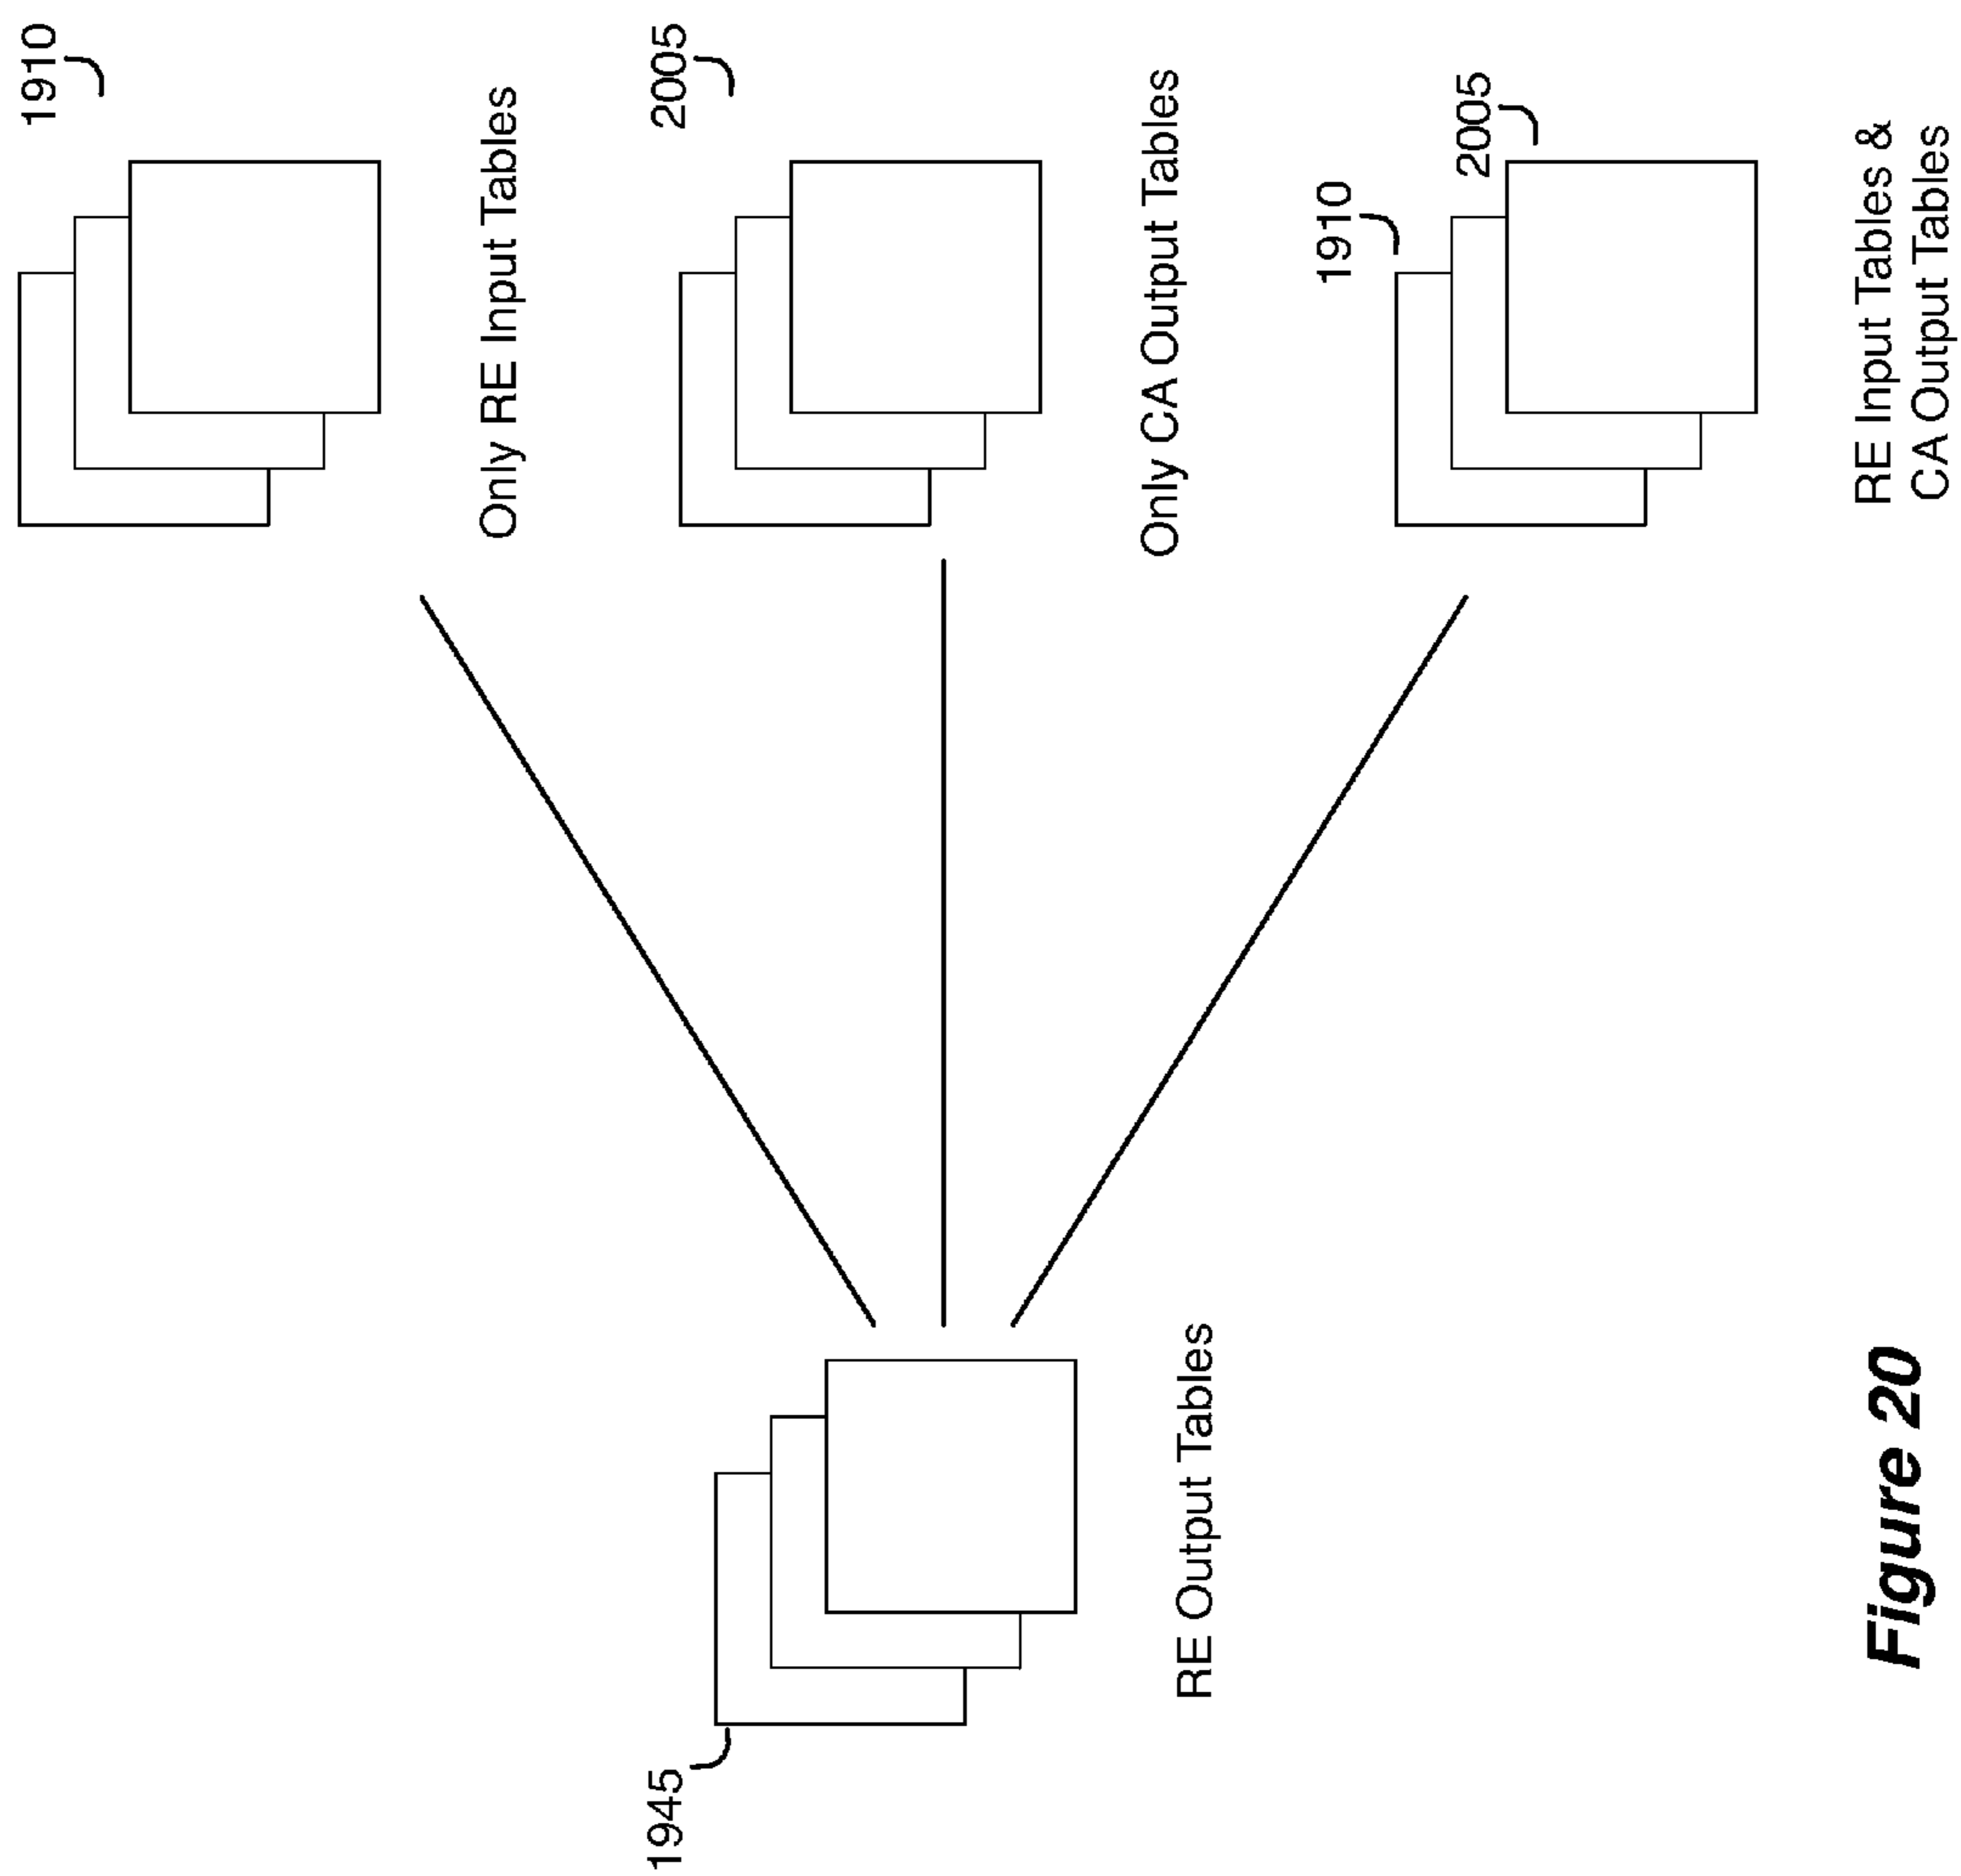 1910
Only RE Input Tables
1945
RE Output Tables
2005
Only CA Output Tables
1910
2005
RE Input Tables &
CA Output Tables
Figure 20